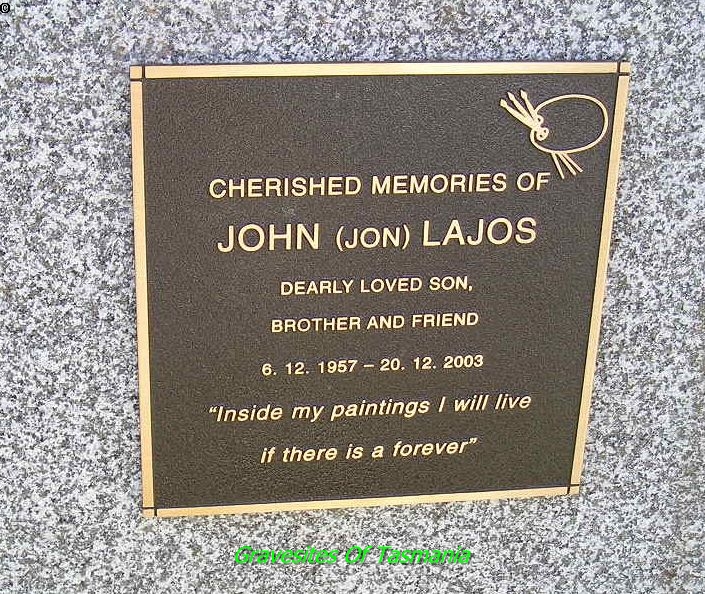 ©
CHERISHED MEMORIES OF
JOHN (JON) LAJOS
DEARLY LOVED SON,
BROTHER AND FRIEND
6. 12. 1957 – 20. 12. 2003
“Inside my paintings I will live
if there is a forever”
Gravesites Of Tasmania